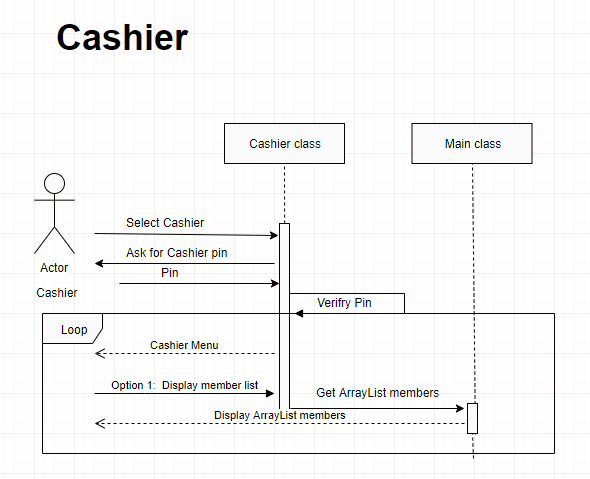 Cashier
Cashier class
Main class
Select Cashier
Ask for Cashier pin
Actor
Pin
Cashier
Verifry Pin
Loop
Cashier Menu
Option 1: Display member list
Get ArrayList members
Display ArrayList members